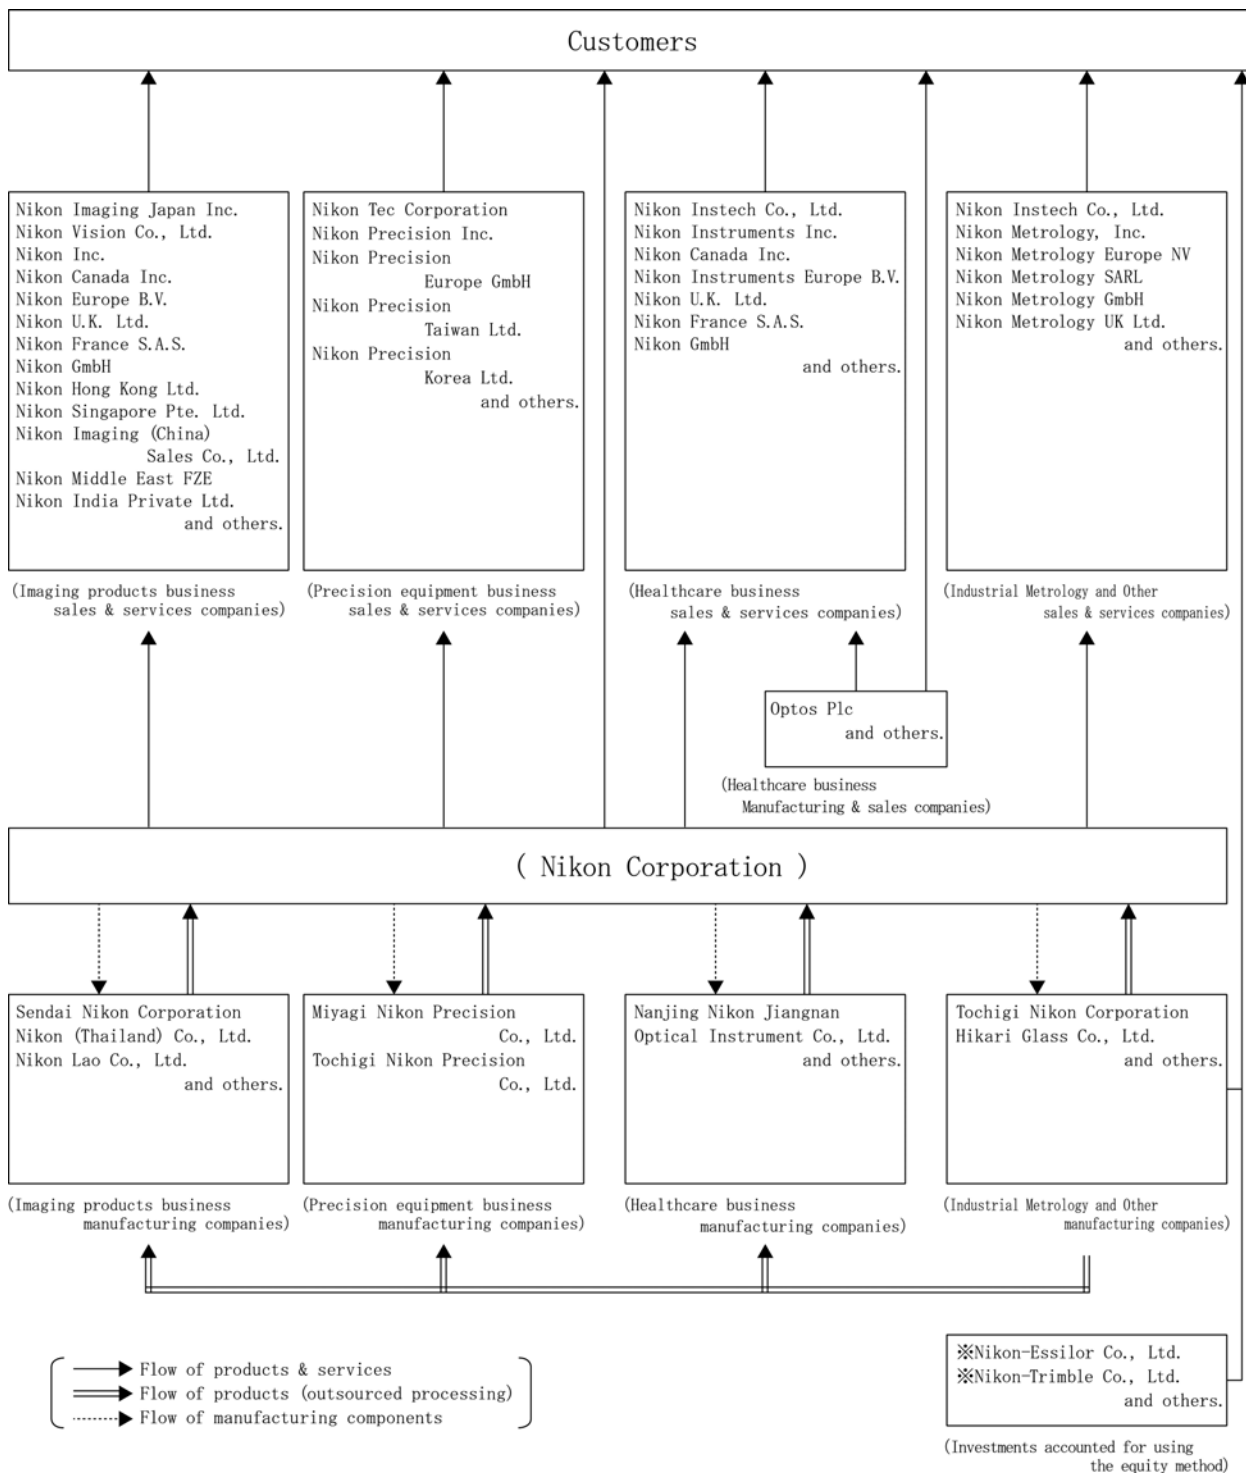 Customers
Nikon Imaging Japan Inc.
Nikon Vision Co., Ltd.
Nikon Inc.
Nikon Canada Inc.
Nikon Europe B.V.
Nikon U.K. Ltd.
Nikon France S.A.S.
Nikon GmbH
Nikon Hong Kong Ltd.
Nikon Singapore Pte. Ltd.
Nikon Imaging (China)
Sales Co., Ltd.
Nikon Middle East FZE
Nikon India Private Ltd.
and others.
(Imaging products business
sales & services companies)
Nikon Tec Corporation
Nikon Precision Inc.
Nikon Precision
Europe GmbH
Nikon Precision
Taiwan Ltd.
Nikon Precision
Korea Ltd.
and others.
(Precision equipment business
sales & services companies)
Nikon Instech Co., Ltd.
Nikon Instruments Inc.
Nikon Canada Inc.
Nikon Instruments Europe B.V.
Nikon U.K. Ltd.
Nikon France S.A.S.
Nikon GmbH
and others.
(Healthcare business
sales & services companies)
Nikon Instech Co., Ltd.
Nikon Metrology, Inc.
Nikon Metrology Europe NV
Nikon Metrology SARL
Nikon Metrology GmbH
Nikon Metrology UK Ltd.
and others.
(Industrial Metrology and Other
sales & services companies)
Optos Plc
and others.
(Healthcare business
Manufacturing & sales companies)
( Nikon Corporation )
Sendai Nikon Corporation
Nikon (Thailand) Co., Ltd.
Nikon Lao Co., Ltd.
and others.
(Imaging products business
manufacturing companies)
Miyagi Nikon Precision
Co., Ltd.
Tochigi Nikon Precision
Co., Ltd.
(Precision equipment business
manufacturing companies)
Nanjing Nikon Jiangnan
Optical Instrument Co., Ltd.
and others.
(Healthcare business
manufacturing companies)
Tochigi Nikon Corporation
Hikari Glass Co., Ltd.
and others.
(Industrial Metrology and Other
manufacturing companies)
Flow of products & services
Flow of products (outsourced processing)
Flow of manufacturing components
※Nikon-Essilor Co., Ltd.
※Nikon-Trimble Co., Ltd.
and others.
(Investments accounted for using
the equity method)